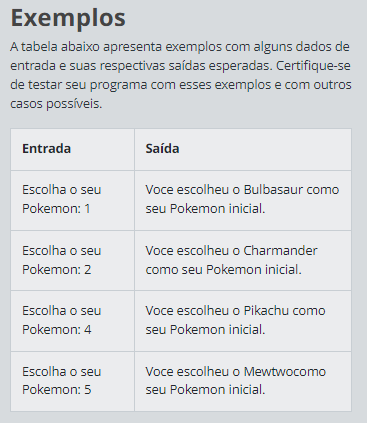 Exemplos
A tabela abaixo apresenta exemplos com alguns dados de
entrada e suas respectivas saídas esperadas. Certifique-se
de testar seu programa com esses exemplos e com outros
casos possíveis.
Entrada
Saída
Escolha o seu
Pokemon: 1
Voce escolheu o Bulbasaur como
seu Pokemon inicial.
Escolha o seu
Pokemon: 2
Voce escolheu o Charmander
como seu Pokemon inicial.
Escolha o seu
Pokemon: 4
Voce escolheu o Pikachu como
seu Pokemon inicial.
Escolha o seu
Pokemon: 5
Voce escolheu o Mewtwocomo
seu Pokemon inicial.